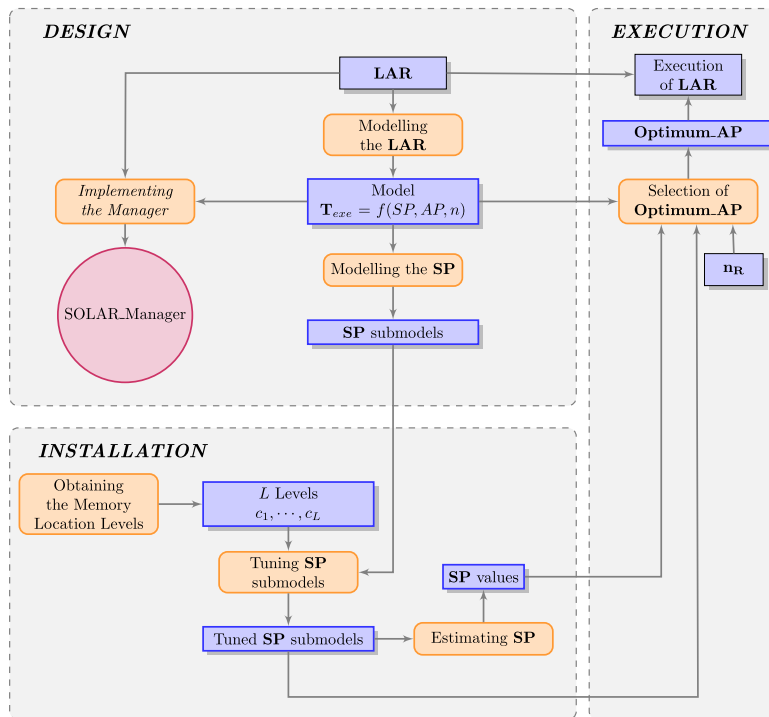 DESIGN
LAR
Modelling
the LAR
Implementing
the Manager
Model
T_exe = f(SP, AP, n)
SOLAR_Manager
Modelling the SP
SP submodels
EXECUTION
Execution
of LAR
Optimum_AP
Selection of
Optimum_AP
n_R
INSTALLATION
Obtaining
the Memory
Location Levels
L Levels
c_1, ⋯, c_L
Tuning SP
submodels
SP values
Tuned SP submodels
Estimating SP